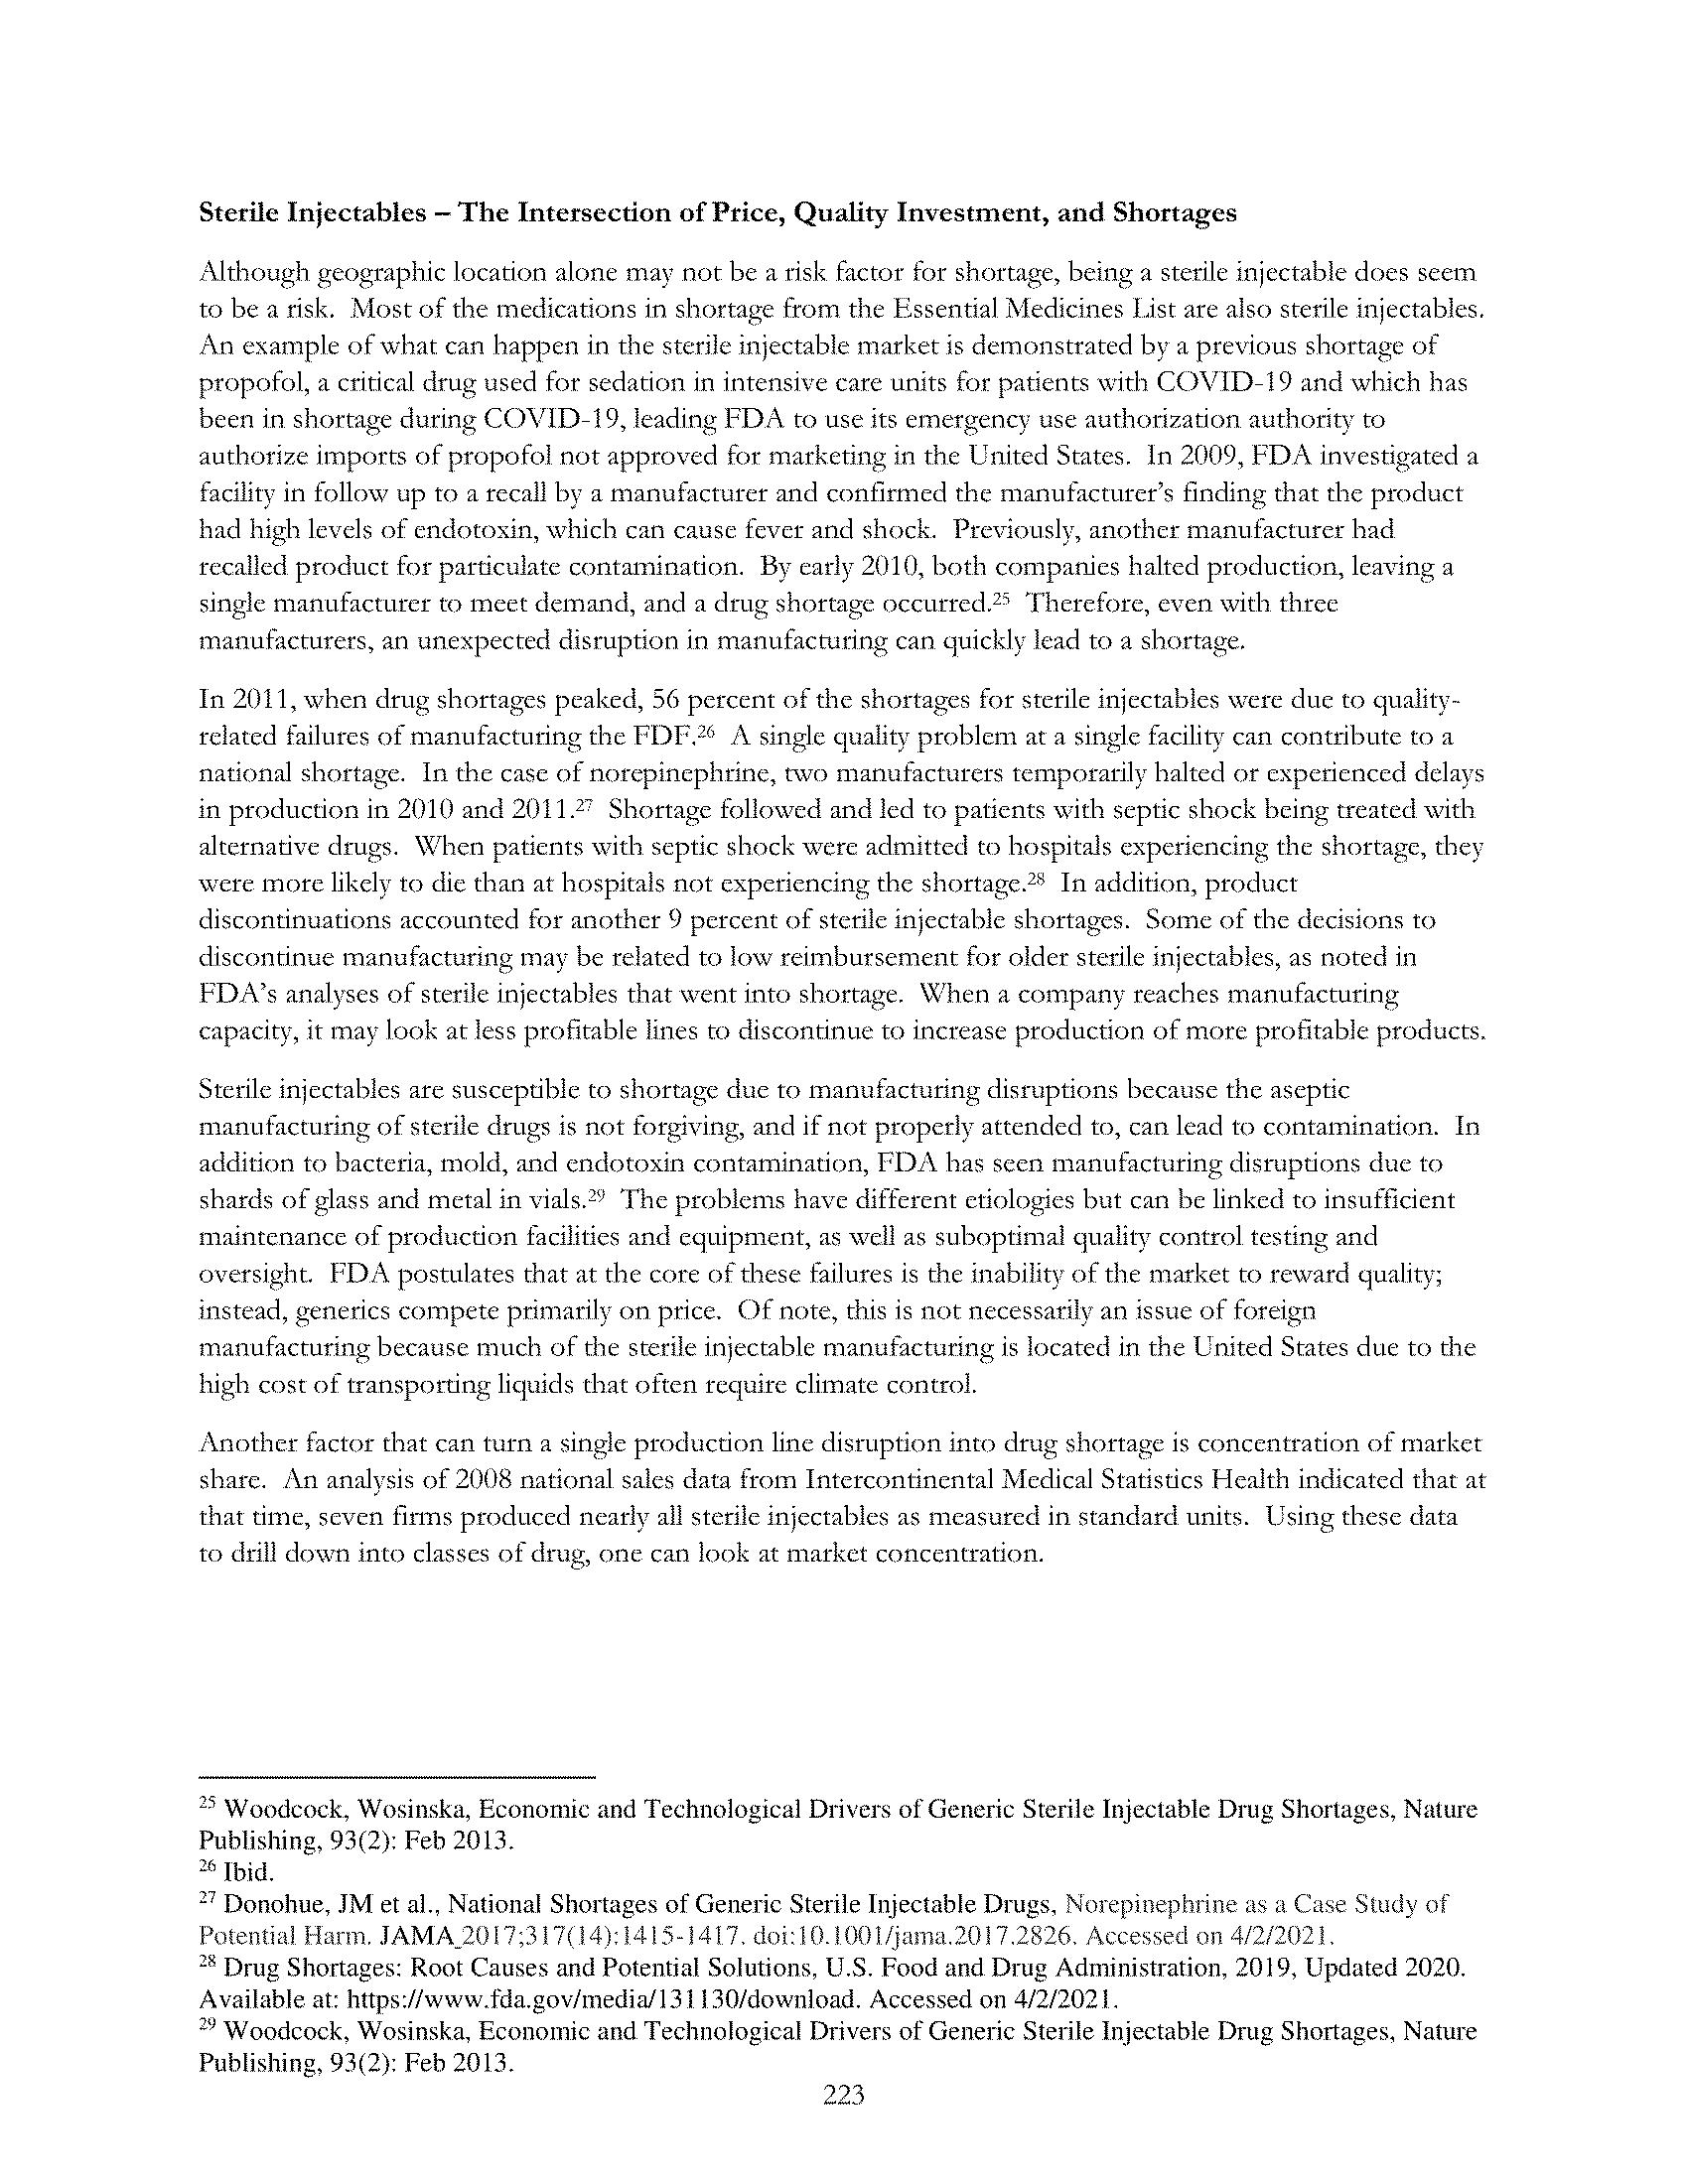 Sterile Injectables – The Intersection of Price, Quality Investment, and Shortages
Although geographic location alone may not be a risk factor for shortage, being a sterile injectable does seem
to be a risk. Most of the medications in shortage from the Essential Medicines List are also sterile injectables.
An example of what can happen in the sterile injectable market is demonstrated by a previous shortage of
propofol, a critical drug used for sedation in intensive care units for patients with COVID-19 and which has
been in shortage during COVID-19, leading FDA to use its emergency use authorization authority to
authorize imports of propofol not approved for marketing in the United States. In 2009, FDA investigated a
facility in follow up to a recall by a manufacturer and confirmed the manufacturer's finding that the product
had high levels of endotoxin, which can cause fever and shock. Previously, another manufacturer had
recalled product for particulate contamination. By early 2010, both companies halted production, leaving a
single manufacturer to meet demand, and a drug shortage occurred.25 Therefore, even with three
manufacturers, an unexpected disruption in manufacturing can quickly lead to a shortage.
In 2011, when drug shortages peaked, 56 percent of the shortages for sterile injectables were due to quality-
related failures of manufacturing the FDF.26 A single quality problem at a single facility can contribute to a
national shortage. In the case of norepinephrine, two manufacturers temporarily halted or experienced delays
in production in 2010 and 2011.27 Shortage followed and led to patients with septic shock being treated with
alternative drugs. When patients with septic shock were admitted to hospitals experiencing the shortage, they
were more likely to die than at hospitals not experiencing the shortage.28 In addition, product
discontinuations accounted for another 9 percent of sterile injectable shortages. Some of the decisions to
discontinue manufacturing may be related to low reimbursement for older sterile injectables, as noted in
FDA's analyses of sterile injectables that went into shortage. When a company reaches manufacturing
capacity, it may look at less profitable lines to discontinue to increase production of more profitable products.
Sterile injectables are susceptible to shortage due to manufacturing disruptions because the aseptic
manufacturing of sterile drugs is not forgiving, and if not properly attended to, can lead to contamination. In
addition to bacteria, mold, and endotoxin contamination, FDA has seen manufacturing disruptions due to
shards of glass and metal in vials.29 The problems have different etiologies but can be linked to insufficient
maintenance of production facilities and equipment, as well as suboptimal quality control testing and
oversight. FDA postulates that at the core of these failures is the inability of the market to reward quality;
instead, generics compete primarily on price. Of note, this is not necessarily an issue of foreign
manufacturing because much of the sterile injectable manufacturing is located in the United States due to the
high cost of transporting liquids that often require climate control.
Another factor that can turn a single production line disruption into drug shortage is concentration of market
share. An analysis of 2008 national sales data from Intercontinental Medical Statistics Health indicated that at
that time, seven firms produced nearly all sterile injectables as measured in standard units. Using these data
to drill down into classes of drug, one can look at market concentration.
25 Woodcock, Wosinska, Economic and Technological Drivers of Generic Sterile Injectable Drug Shortages, Nature
Publishing, 93(2): Feb 2013.
26 Ibid.
27 Donohue, JM et al., National Shortages of Generic Sterile Injectable Drugs, Norepinephrine as a Case Study of
Potential Harm. JAMA 2017;317(14):1415-1417. doi:10.1001/jama.2017.2826. Accessed on 4/2/2021.
28 Drug Shortages: Root Causes and Potential Solutions, U.S. Food and Drug Administration, 2019, Updated 2020.
Available at: https://www.fda.gov/media/131130/download. Accessed on 4/2/2021.
29 Woodcock, Wosinska, Economic and Technological Drivers of Generic Sterile Injectable Drug Shortages, Nature
Publishing, 93(2): Feb 2013.
223